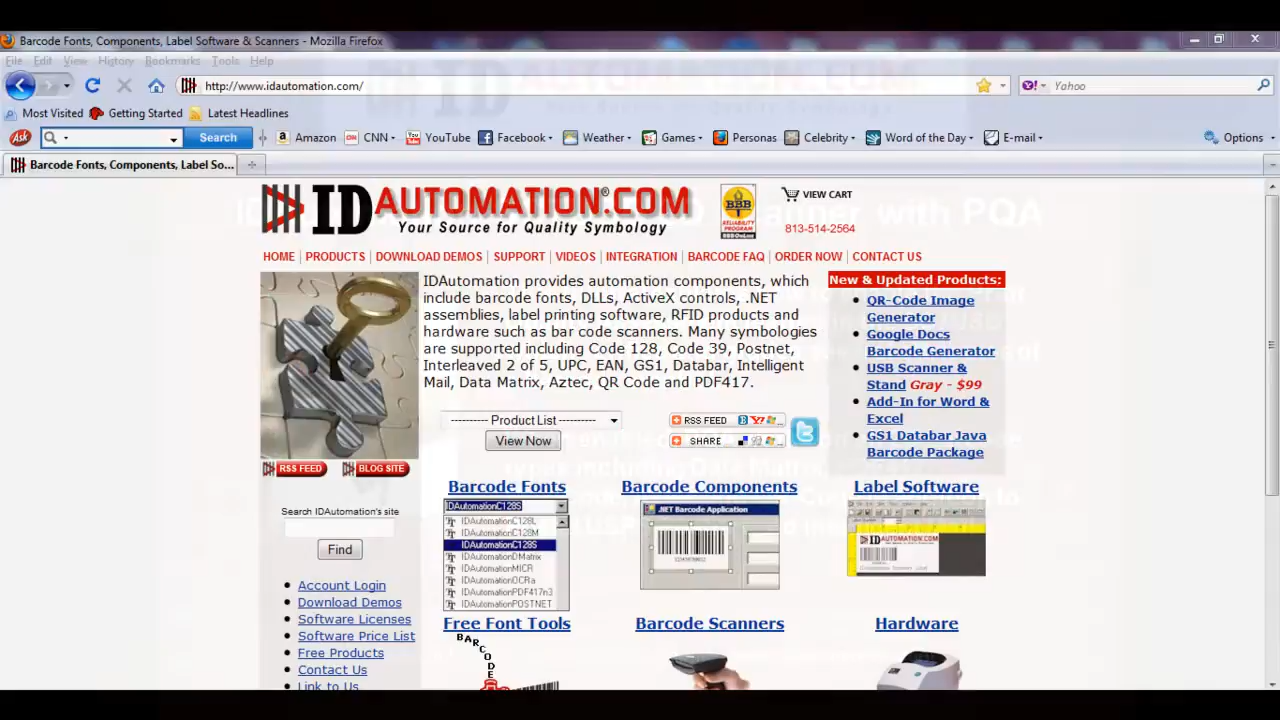 Barcode Fonts, Components, Label Software & Scanners - Mozilla Firefox
File Edit View History Bookmarks Tools Help
http://www.idautomation.com/
Yahoo
Most Visited Getting Started Latest Headlines
Ask Search Amazon CNN YouTube Facebook Weather Games Personas Celebrity Word of the Day E-mail Options
Barcode Fonts, Components, Label So...
IDAUTOMATION.COM®
Your Source for Quality Symbology
BBB
RELIABILITY
PROGRAM
VIEW CART
813-514-2564
Scanner with PQA
HOME PRODUCTS DOWNLOAD DEMOS SUPPORT VIDEOS INTEGRATION BARCODE FAQ ORDER NOW CONTACT US
IDAutomation provides automation components, which
include barcode fonts, DLLs, ActiveX controls, .NET
assemblies, label printing software, RFID products and
hardware such as bar code scanners. Many symbologies
are supported including Code 128, Code 39, Postnet,
Interleaved 2 of 5, UPC, EAN, GS1, Databar, Intelligent
Mail, Data Matrix, Aztec, QR Code and PDF417.
New & Updated Products:
QR-Code Image
Generator
Google Docs
Barcode Generator
USB Scanner &
Stand Gray - $99
Add-In for Word &
Excel
GS1 Databar Java
Barcode Package
---------- Product List ----------
View Now
RSS FEED
SHARE
RSS FEED
BLOG SITE
Search IDAutomation's site
Find
Account Login
Download Demos
Software Licenses
Software Price List
Free Products
Contact Us
Link to Us
Barcode Fonts
IDAutomationC128S
IDAutomationC128L
IDAutomationC128M
IDAutomationC128S
IDAutomationDMatrix
IDAutomationMICR
IDAutomationOCRa
IDAutomationPDF417n3
IDAutomationPOSTNET
Barcode Components
.NET Barcode Application
Label Software
IDAUTOMATION.COM
Free Font Tools
BARCODE
Barcode Scanners
Hardware